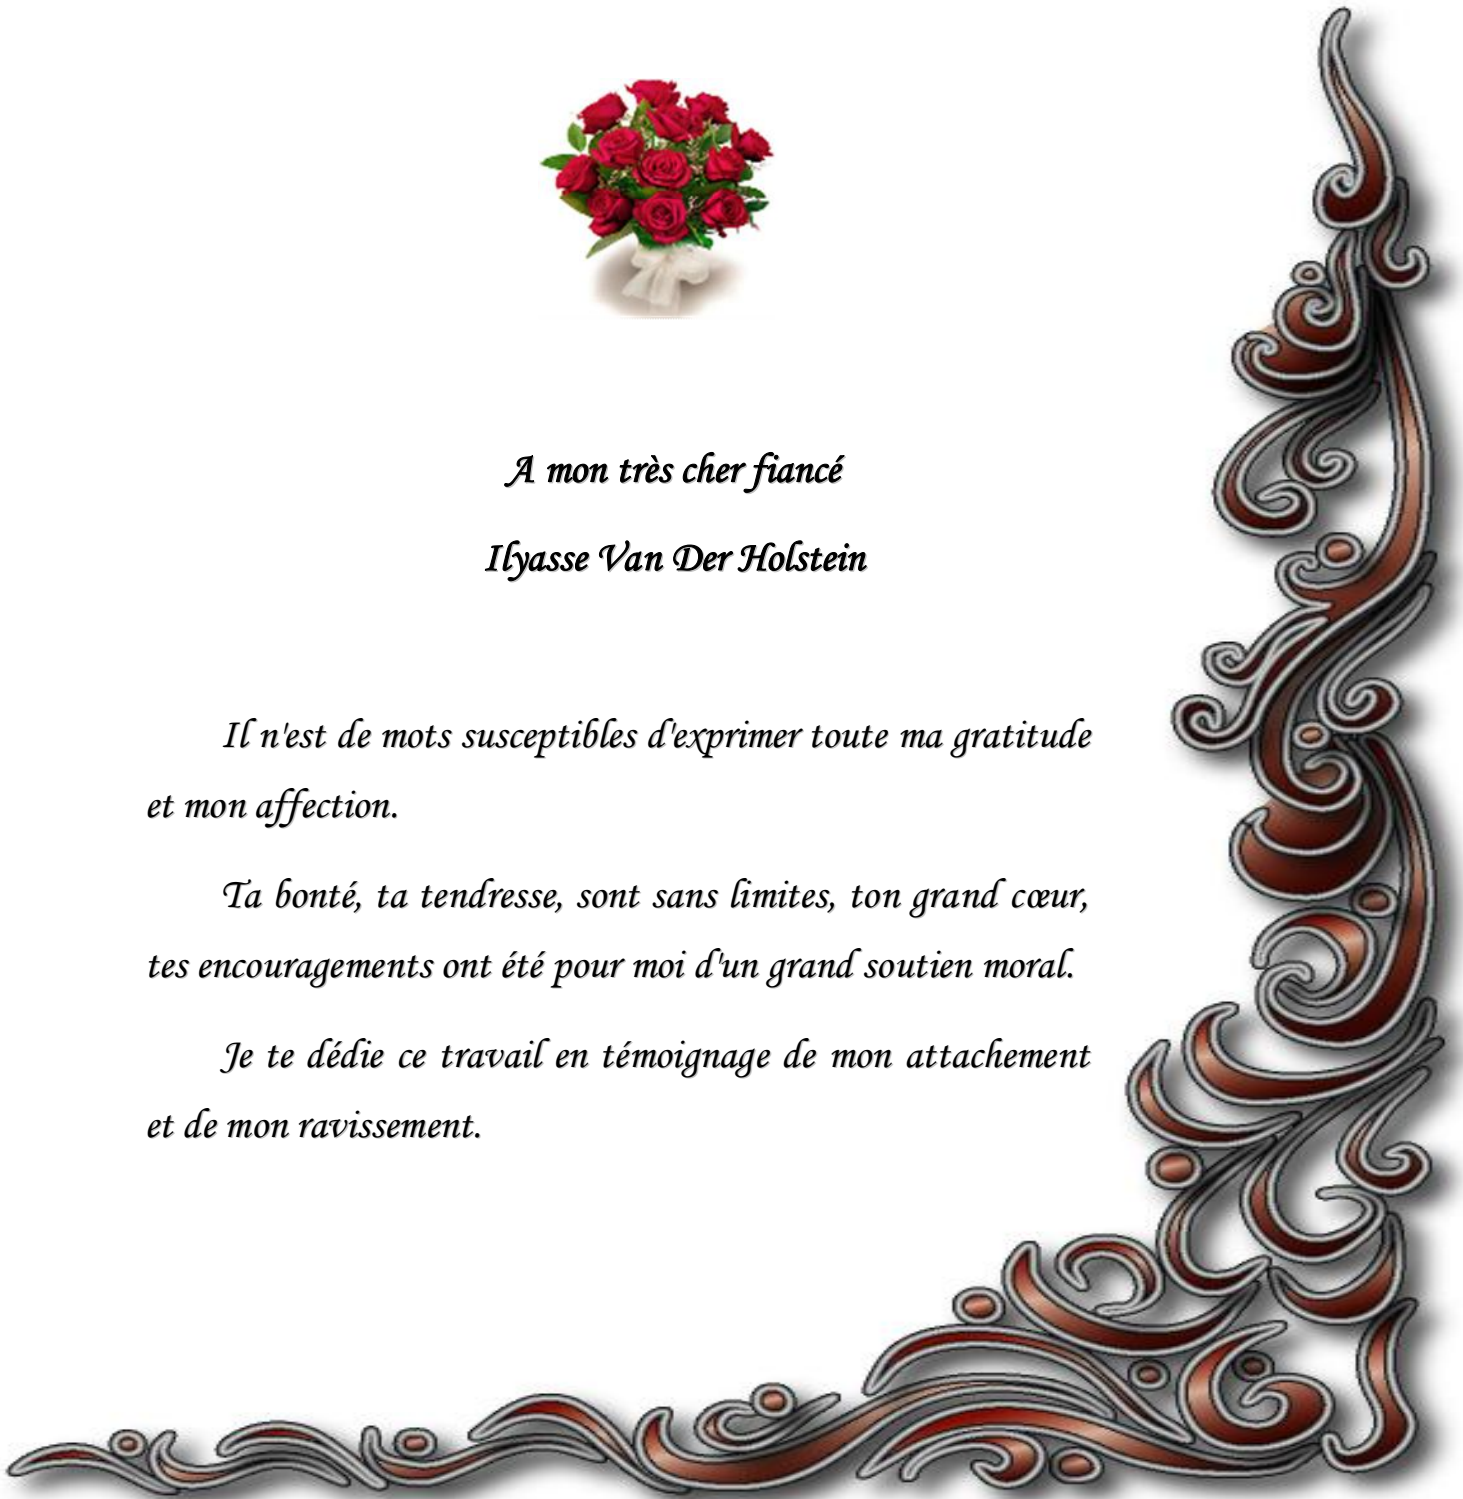 A mon très cher fiancé
Ilyasse Van Der Holstein
Il n'est de mots susceptibles d'exprimer toute ma gratitude
et mon affection.
Ta bonté, ta tendresse, sont sans limites, ton grand cœur,
tes encouragements ont été pour moi d'un grand soutien moral.
Je te dédie ce travail en témoignage de mon attachement
et de mon ravissement.